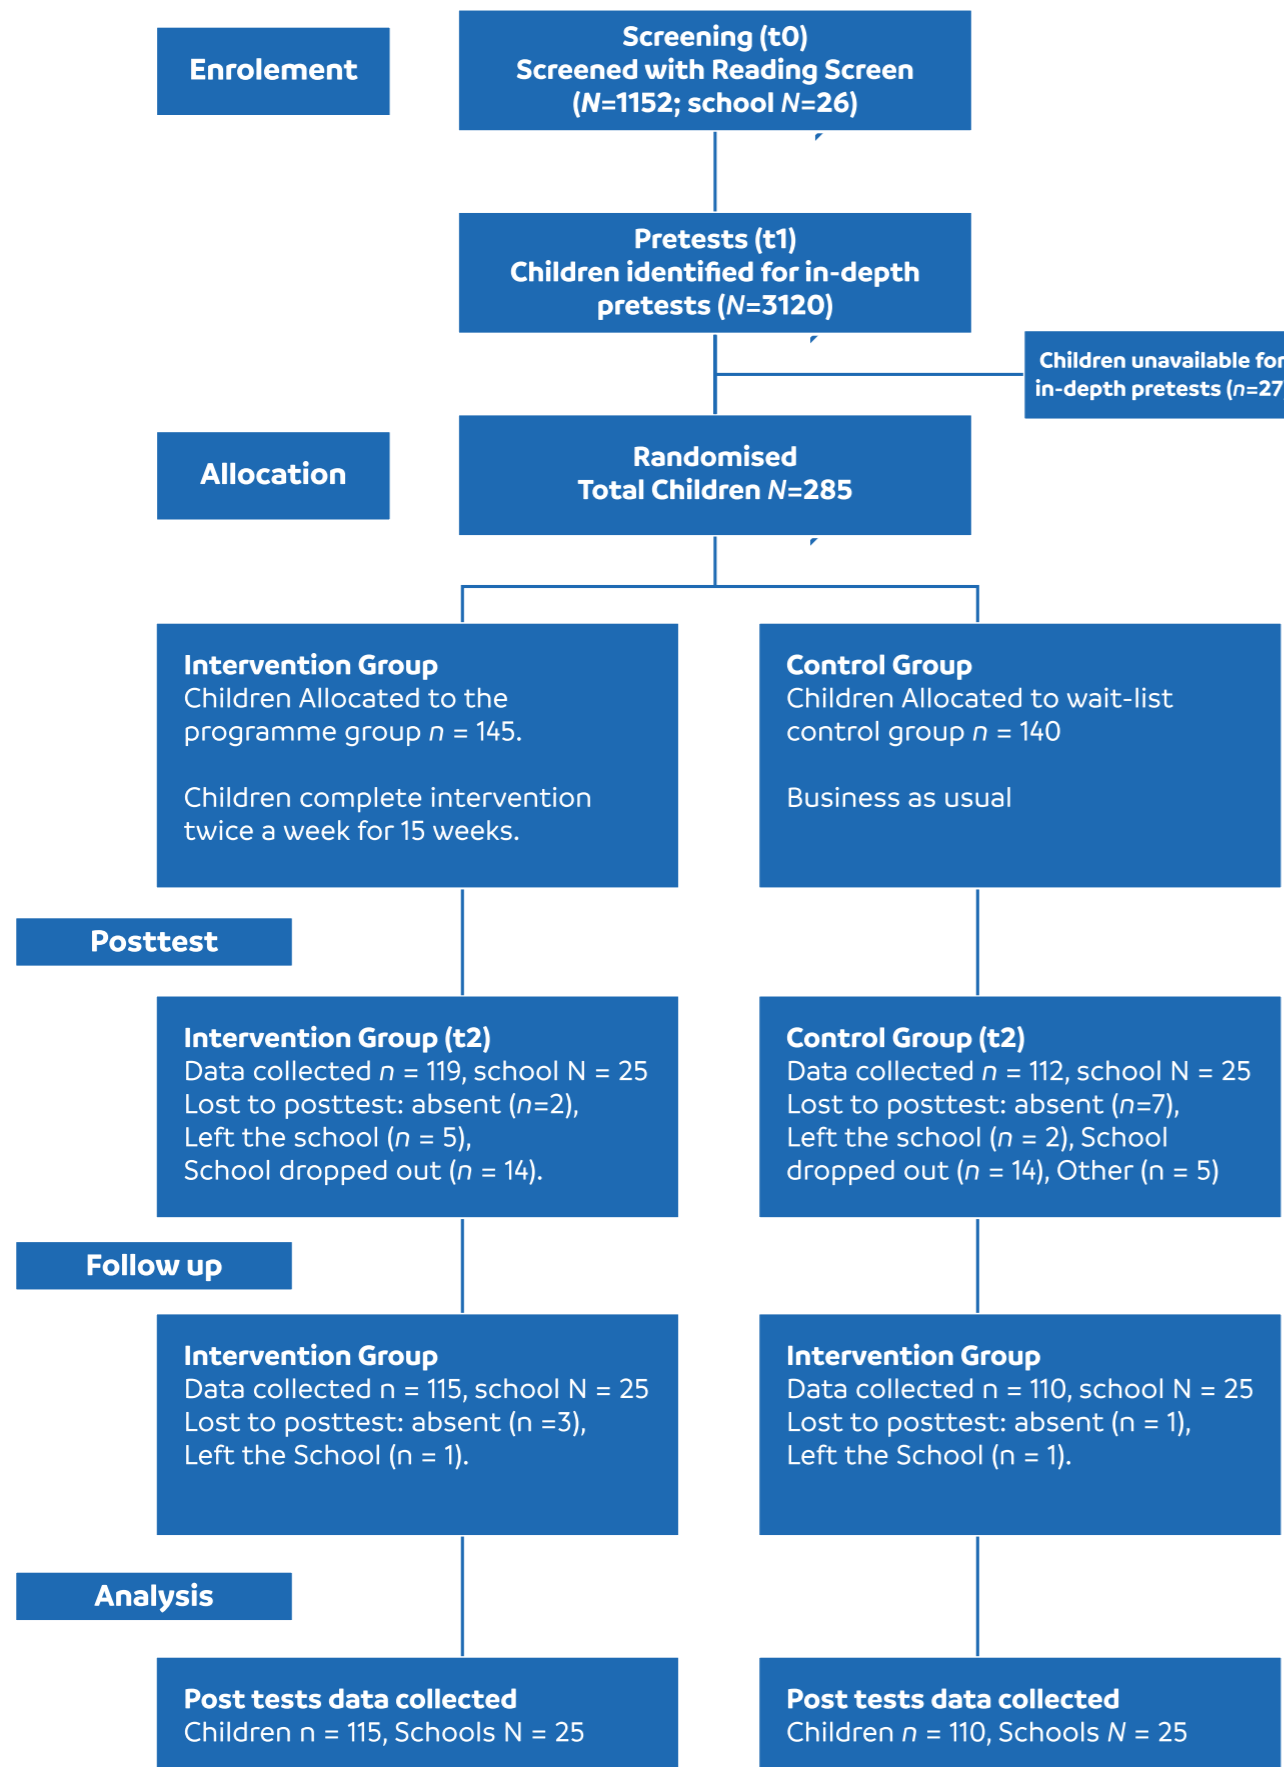 Enrolement
Screening (t0)
Screened with Reading Screen
(N=1152; school N=26)
Pretests (t1)
Children identified for in-depth
pretests (N=3120)
Children unavailable for
in-depth pretests (n=27
Allocation
Randomised
Total Children N=285
Intervention Group
Children Allocated to the
programme group n = 145.
Children complete intervention
twice a week for 15 weeks.
Control Group
Children Allocated to wait-list
control group n = 140
Business as usual
Posttest
Intervention Group (t2)
Data collected n = 119, school N = 25
Lost to posttest: absent (n=2),
Left the school (n = 5),
School dropped out (n = 14).
Control Group (t2)
Data collected n = 112, school N = 25
Lost to posttest: absent (n=7),
Left the school (n = 2), School
dropped out (n = 14), Other (n = 5)
Follow up
Intervention Group
Data collected n = 115, school N = 25
Lost to posttest: absent (n =3),
Left the School (n = 1).
Intervention Group
Data collected n = 110, school N = 25
Lost to posttest: absent (n = 1),
Left the School (n = 1).
Analysis
Post tests data collected
Children n = 115, Schools N = 25
Post tests data collected
Children n = 110, Schools N = 25